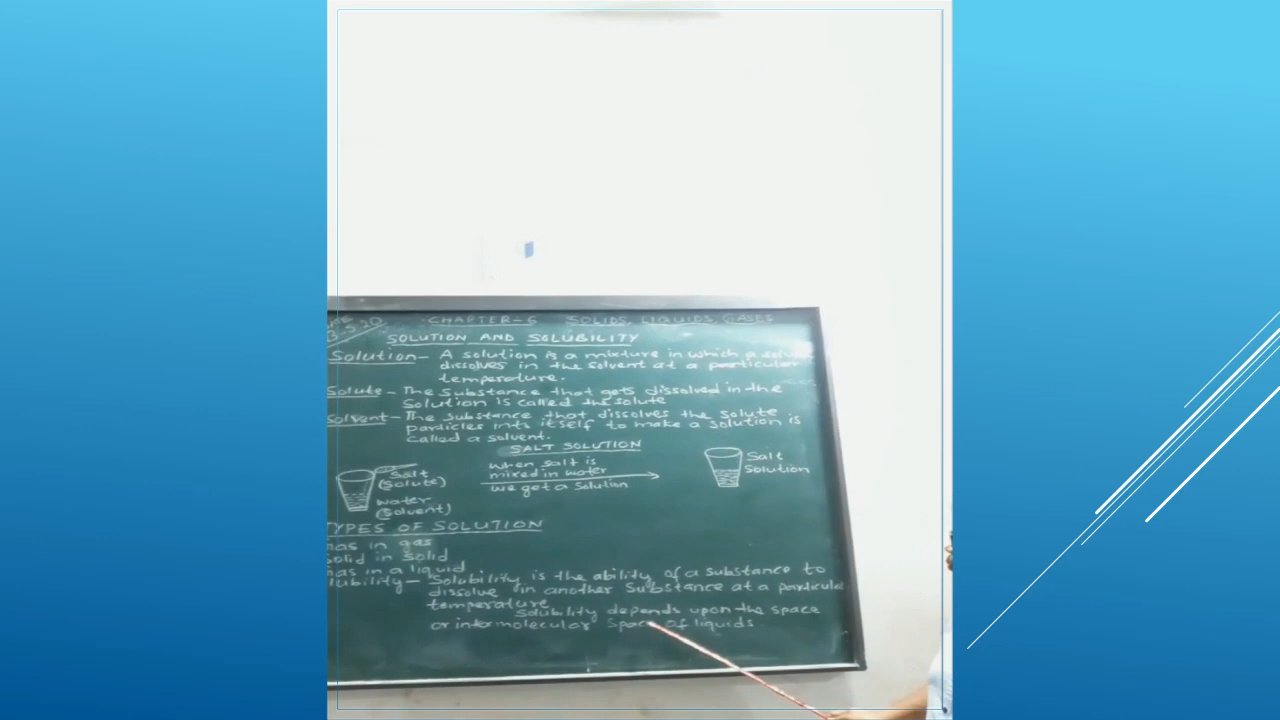 CHAPTER-6 SOLIDS, LIQUIDS, GASES
SOLUTION AND SOLUBILITY
Solution - A solution is a mixture in which a
dissolves in the solvent at a particular
temperature.
Solute - The substance that gets dissolved in the
Solution is called the solute
Solvent - The substance that dissolves the solute
particles into itself to make a solution is
called a solvent.
SALT SOLUTION
Salt
(Solute)
Water
(Solvent)
When salt is
mixed in water
we get a solution
Salt
Solution
TYPES OF SOLUTION
in gas
Solid in solid
in a liquid
Solubility is the ability of a substance to
dissolve in another substance at a
temperature
Solubility depends upon the space
or intermolecular space of liquids.